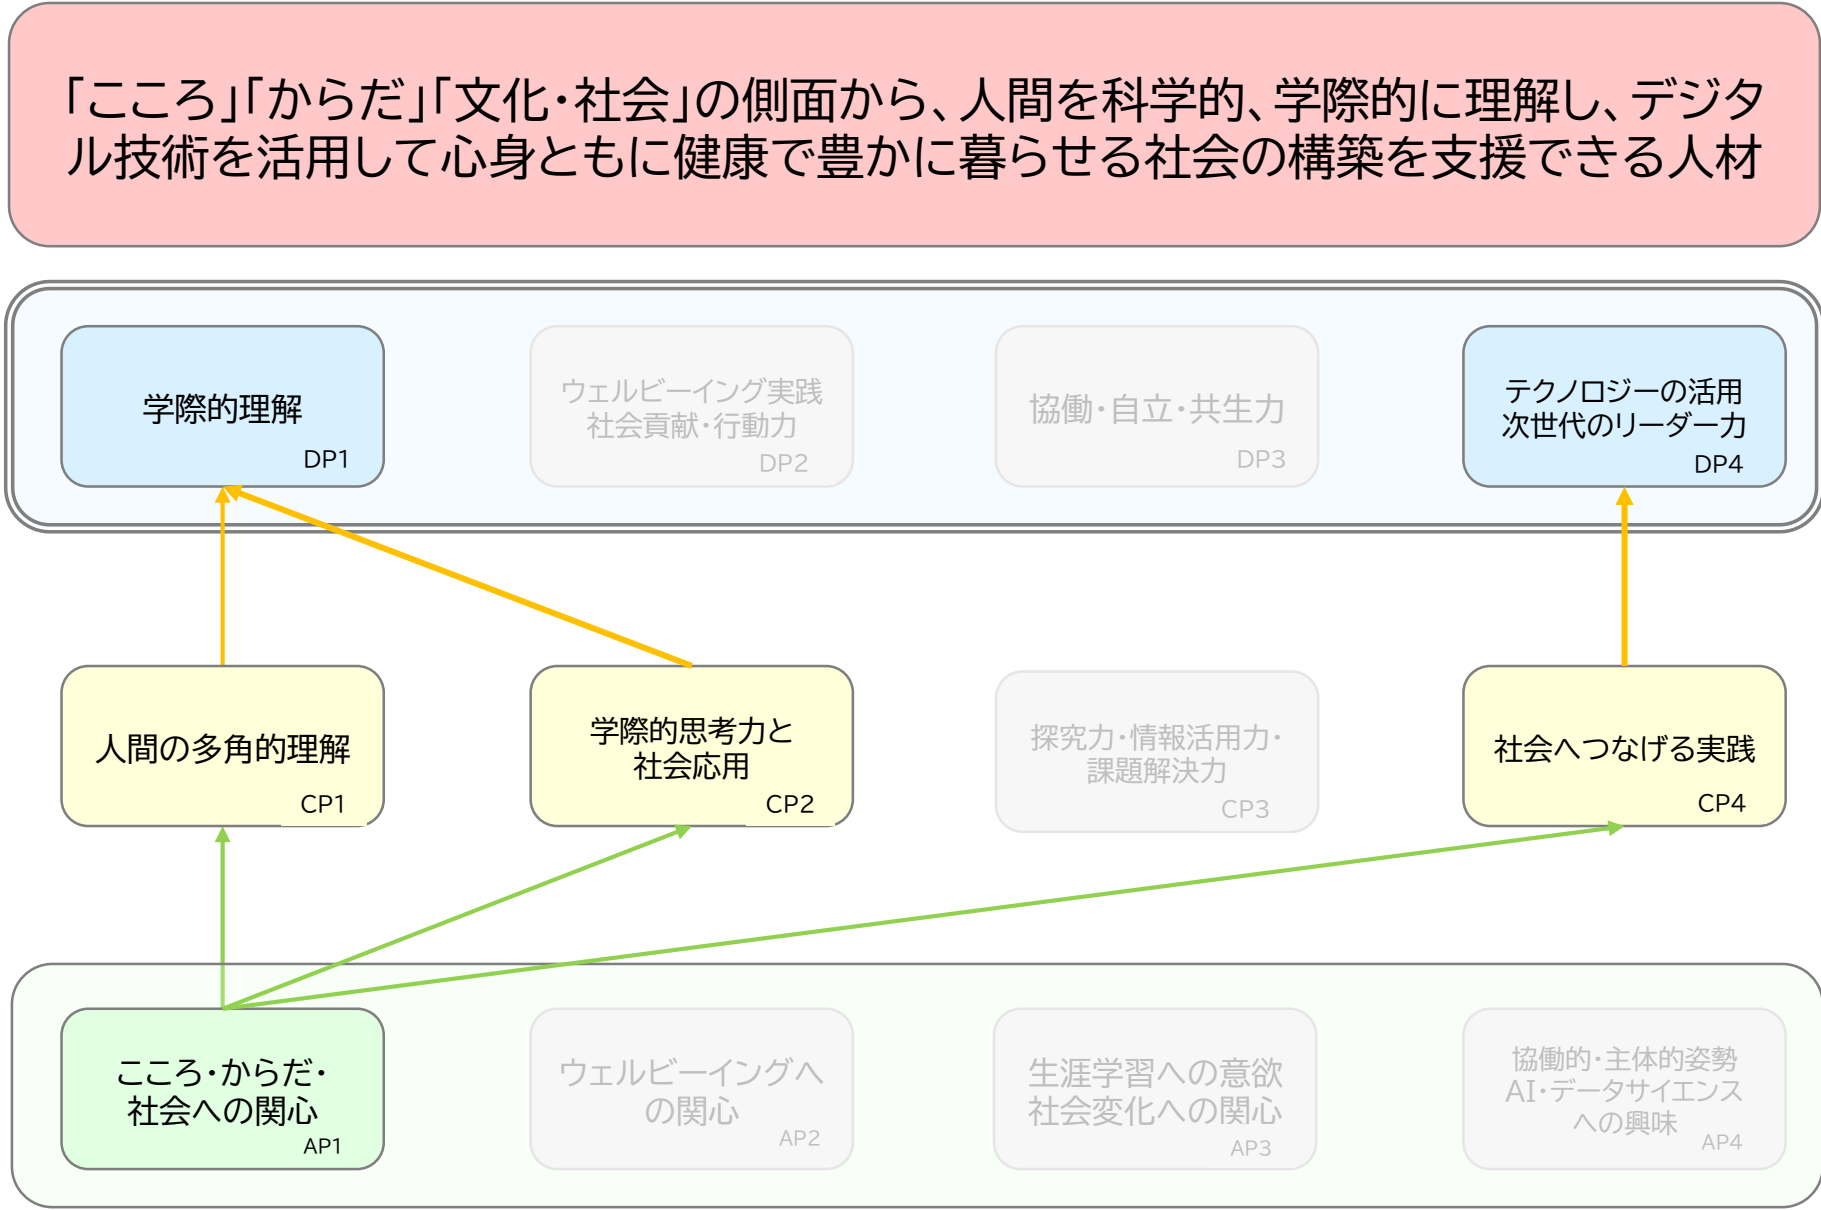 「こころ」「からだ」「文化・社会」の側面から、人間を科学的、学際的に理解し、デジタ
ル技術を活用して心身ともに健康で豊かに暮らせる社会の構築を支援できる人材
学際的理解
DP1
ウェルビーイング実践
社会貢献・行動力
DP2
協働・自立・共生力
DP3
テクノロジーの活用
次世代のリーダー力
DP4
人間の多角的理解
CP1
学際的思考力と
社会応用
CP2
探究力・情報活用力・
課題解決力
CP3
社会へつなげる実践
CP4
こころ・からだ・
社会への関心
AP1
ウェルビーイングへ
の関心
AP2
生涯学習への意欲
社会変化への関心
AP3
協働的・主体的姿勢
AI・データサイエンス
への興味
AP4